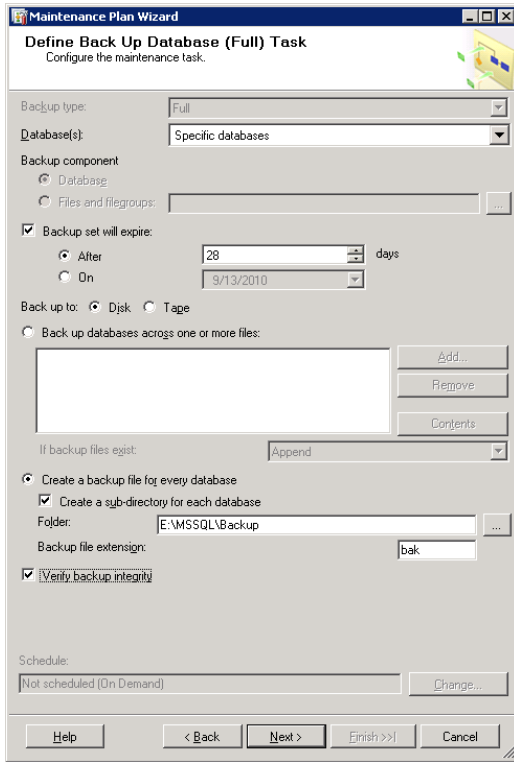 Maintenance Plan Wizard
Define Back Up Database (Full) Task
Configure the maintenance task.
Backup type: Full
Database(s): Specific databases
Backup component
Database
Files and filegroups: ...
Backup set will expire:
After 28 days
On 9/13/2010
Back up to: Disk Tape
Back up databases across one or more files:
Add...
Remove
Contents
If backup files exist: Append
Create a backup file for every database
Create a sub-directory for each database
Folder: E:\MSSQL\Backup ...
Backup file extension: bak
Verify backup integrity
Schedule:
Not scheduled (On Demand) Change...
Help < Back Next > Finish >>| Cancel